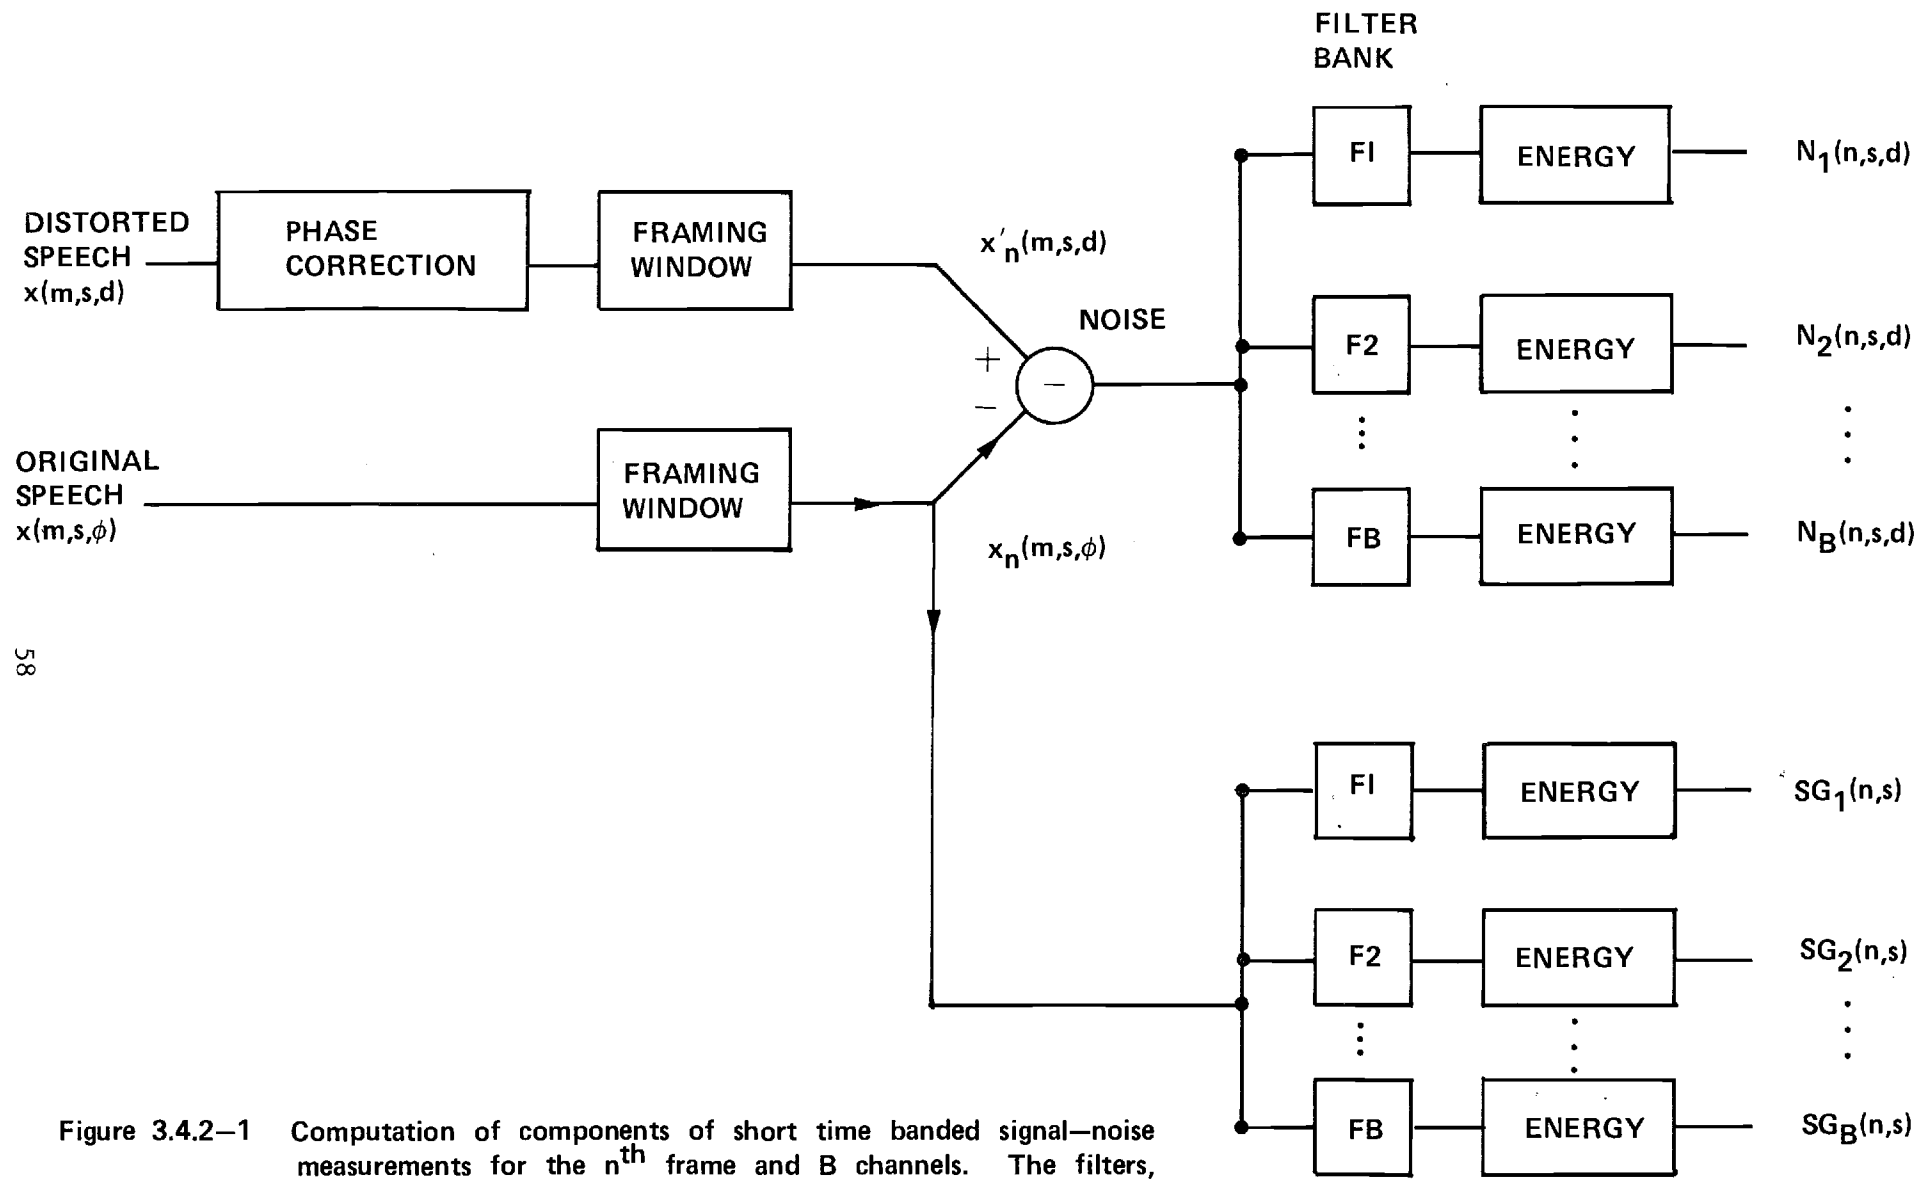 FILTER
BANK
F1 ENERGY N1(n,s,d)
DISTORTED
SPEECH
x(m,s,d)
PHASE
CORRECTION
FRAMING
WINDOW
x'n(m,s,d)
NOISE
F2 ENERGY N2(n,s,d)
+
−
−
ORIGINAL
SPEECH
x(m,s,ϕ)
FRAMING
WINDOW
xn(m,s,ϕ)
FB ENERGY NB(n,s,d)
58
F1 ENERGY SG1(n,s)
F2 ENERGY SG2(n,s)
FB ENERGY SGB(n,s)
Figure 3.4.2—1 Computation of components of short time banded signal—noise
measurements for the nth frame and B channels. The filters,